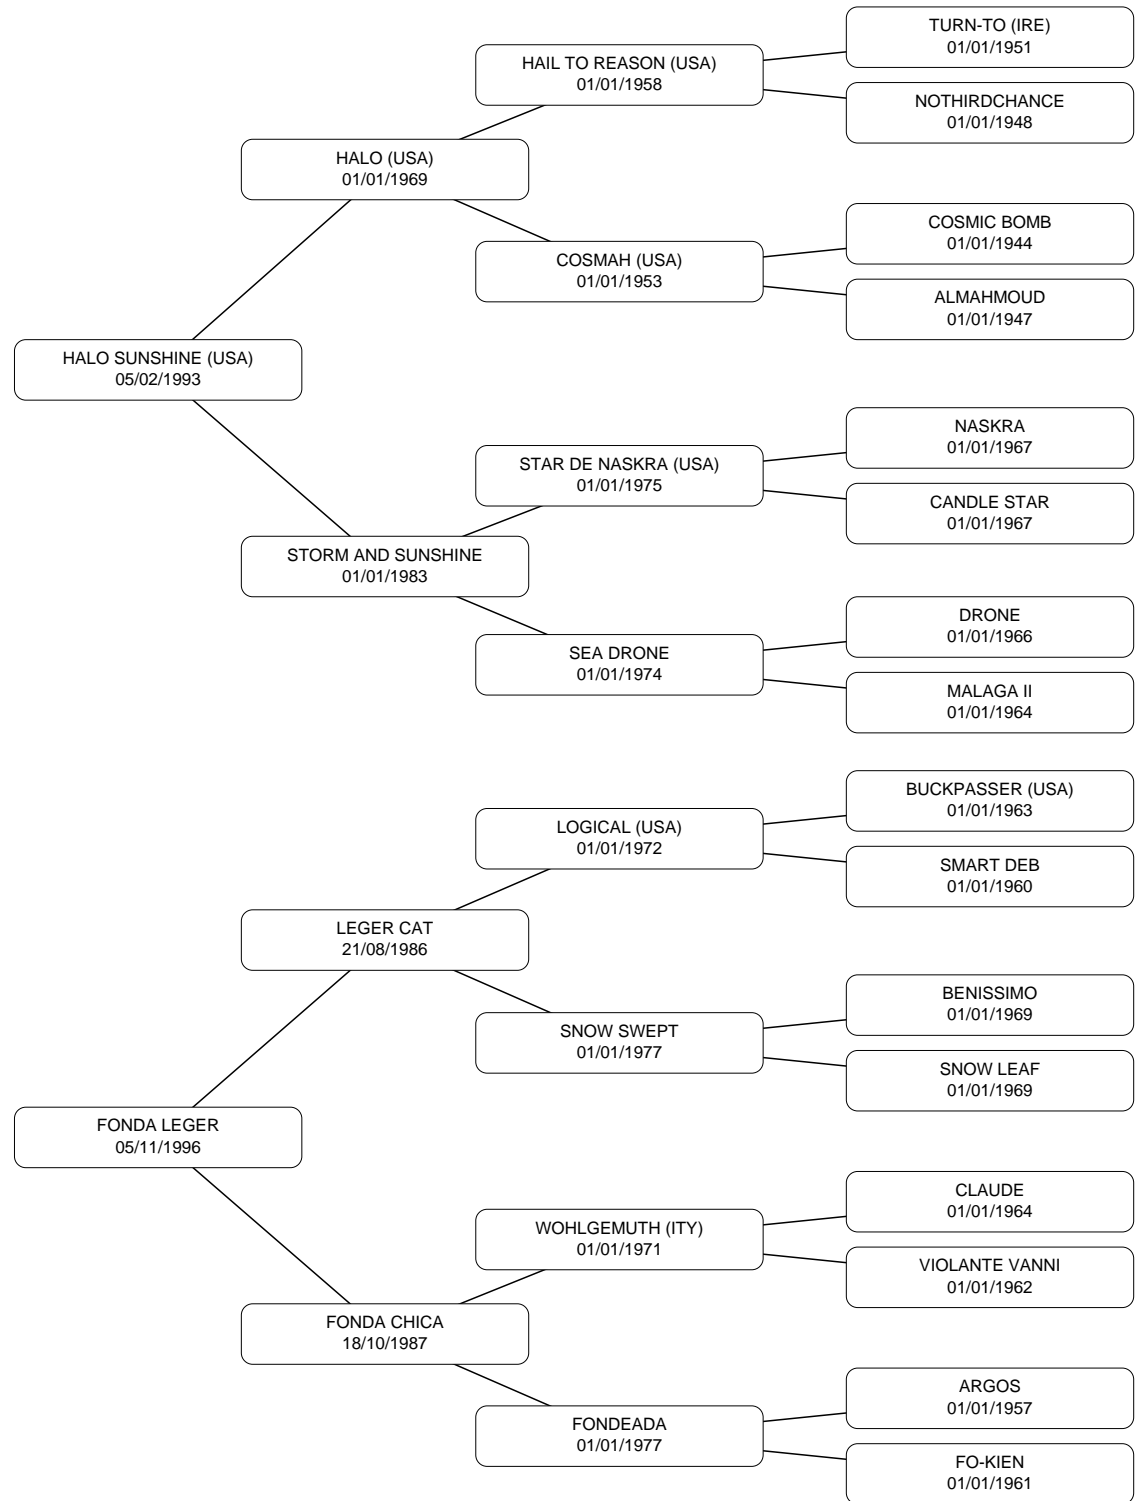 TURN-TO (IRE)
01/01/1951
HAIL TO REASON (USA)
01/01/1958
NOTHIRDCHANCE
01/01/1948
HALO (USA)
01/01/1969
COSMIC BOMB
01/01/1944
COSMAH (USA)
01/01/1953
ALMAHMOUD
01/01/1947
HALO SUNSHINE (USA)
05/02/1993
NASKRA
01/01/1967
STAR DE NASKRA (USA)
01/01/1975
CANDLE STAR
01/01/1967
STORM AND SUNSHINE
01/01/1983
DRONE
01/01/1966
SEA DRONE
01/01/1974
MALAGA II
01/01/1964
BUCKPASSER (USA)
01/01/1963
LOGICAL (USA)
01/01/1972
SMART DEB
01/01/1960
LEGER CAT
21/08/1986
BENISSIMO
01/01/1969
SNOW SWEPT
01/01/1977
SNOW LEAF
01/01/1969
FONDA LEGER
05/11/1996
CLAUDE
01/01/1964
WOHLGEMUTH (ITY)
01/01/1971
VIOLANTE VANNI
01/01/1962
FONDA CHICA
18/10/1987
ARGOS
01/01/1957
FONDEADA
01/01/1977
FO-KIEN
01/01/1961